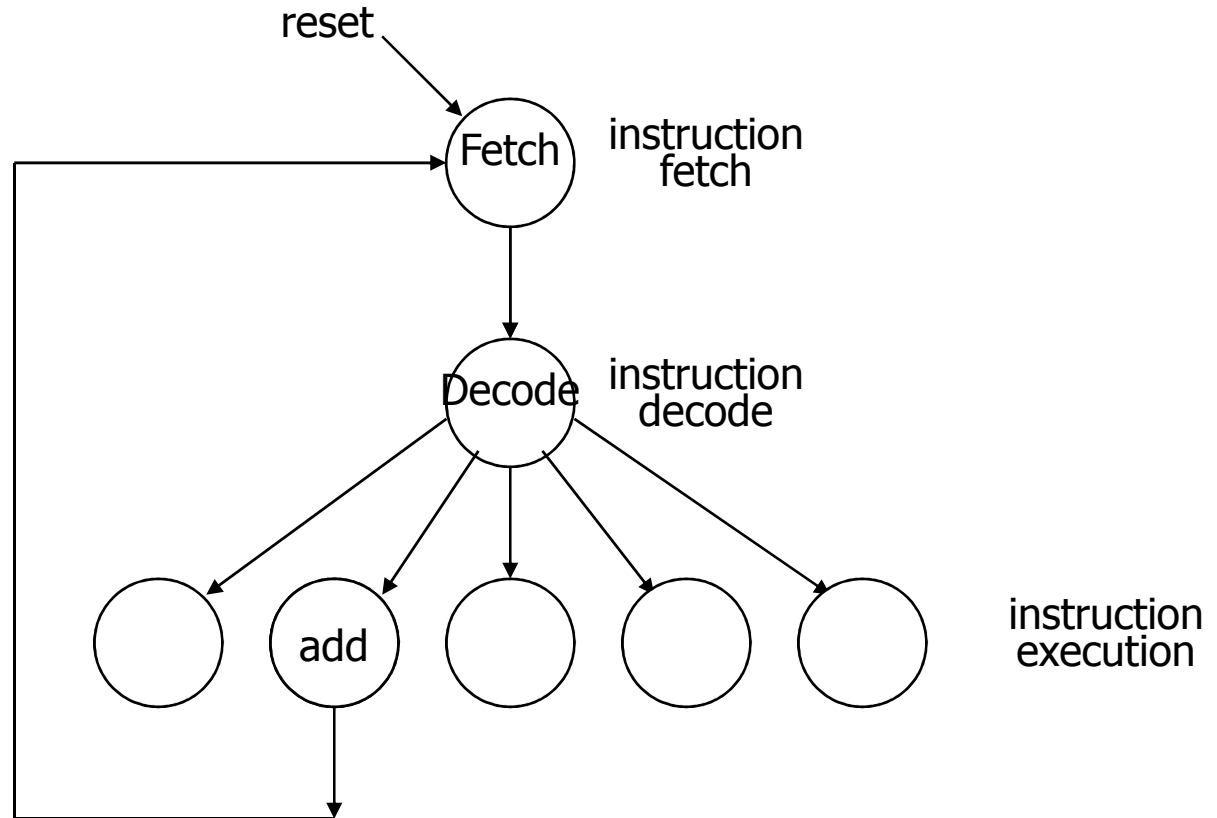 reset
Fetch
instruction
fetch
Decode
instruction
decode
add
instruction
execution